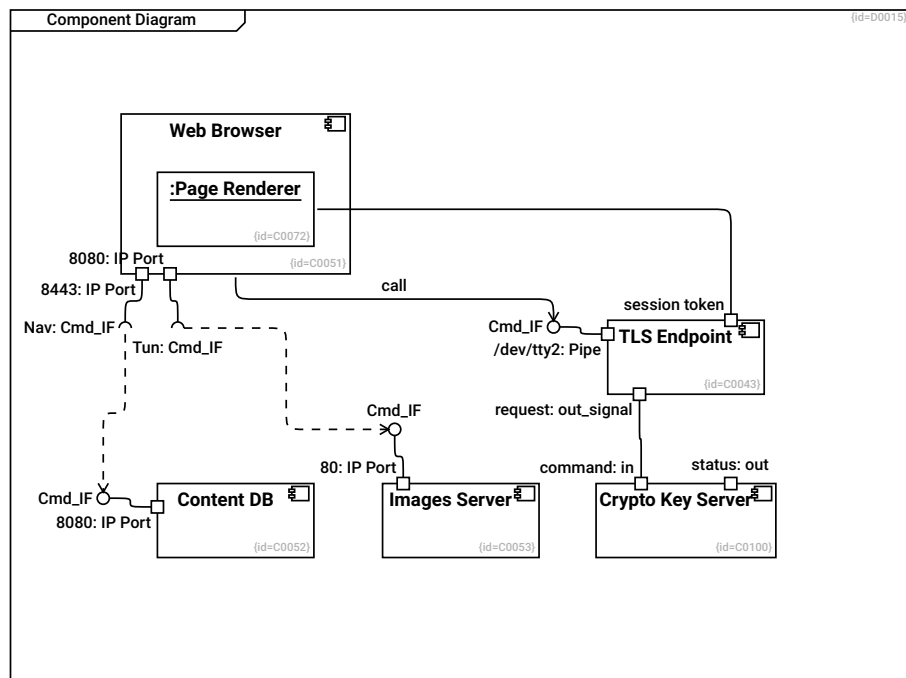 Component Diagram
{id=D0015}
Web Browser
:Page Renderer
{id=C0072}
8080: IP Port
{id=C0051}
8443: IP Port
call
session token
Nav: Cmd_IF
Cmd_IF
Tun: Cmd_IF
/dev/tty2: Pipe
TLS Endpoint
{id=C0043}
Cmd_IF
request: out_signal
80: IP Port
command: in
status: out
Cmd_IF
8080: IP Port
Content DB
{id=C0052}
Images Server
{id=C0053}
Crypto Key Server
{id=C0100}